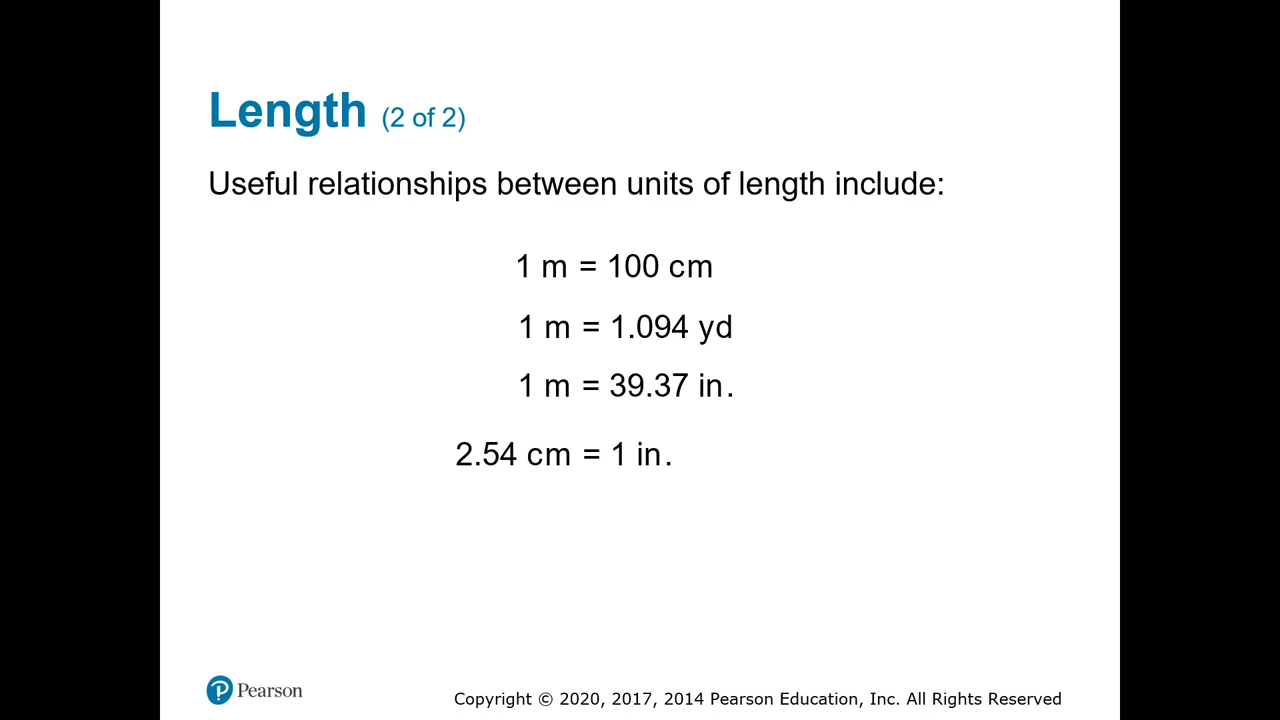 Length (2 of 2)
Useful relationships between units of length include:
1 m = 100 cm
1 m = 1.094 yd
1 m = 39.37 in.
2.54 cm = 1 in.
Pearson
Copyright © 2020, 2017, 2014 Pearson Education, Inc. All Rights Reserved